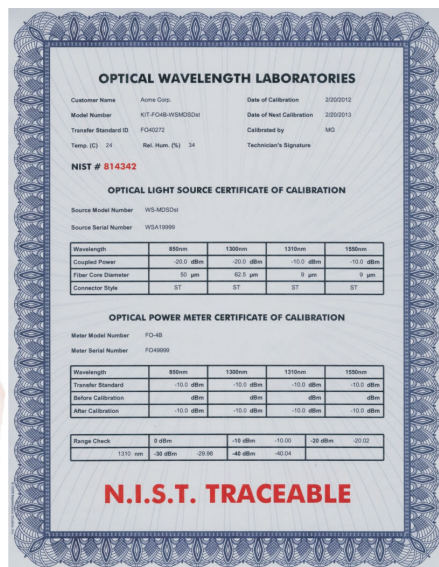 OPTICAL WAVELENGTH LABORATORIES
Customer Name Acme Corp. Date of Calibration 2/20/2012
Model Number KIT-FO4B-WSMDSDst Date of Next Calibration 2/20/2013
Transfer Standard ID FO40272 Calibrated by MG
Temp. (C) 24 Rel. Hum. (%) 34 Technician's Signature
NIST # 814342
OPTICAL LIGHT SOURCE CERTIFICATE OF CALIBRATION
Source Model Number WS-MDSDst
Source Serial Number WSA19999
Wavelength 850nm 1300nm 1310nm 1550nm
Coupled Power -20.0 dBm -20.0 dBm -10.0 dBm -10.0 dBm
Fiber Core Diameter 50 µm 62.5 µm 9 µm 9 µm
Connector Style ST ST ST ST
OPTICAL POWER METER CERTIFICATE OF CALIBRATION
Meter Model Number FO-4B
Meter Serial Number FO49999
Wavelength 850nm 1300nm 1310nm 1550nm
Transfer Standard -10.0 dBm -10.0 dBm -10.0 dBm -10.0 dBm
Before Calibration dBm dBm dBm dBm
After Calibration -10.0 dBm -10.0 dBm -10.0 dBm -10.0 dBm
Range Check 0 dBm -10 dBm -10.00 -20 dBm -20.02
1310 nm -30 dBm -29.96 -40 dBm -40.04
N.I.S.T. TRACEABLE